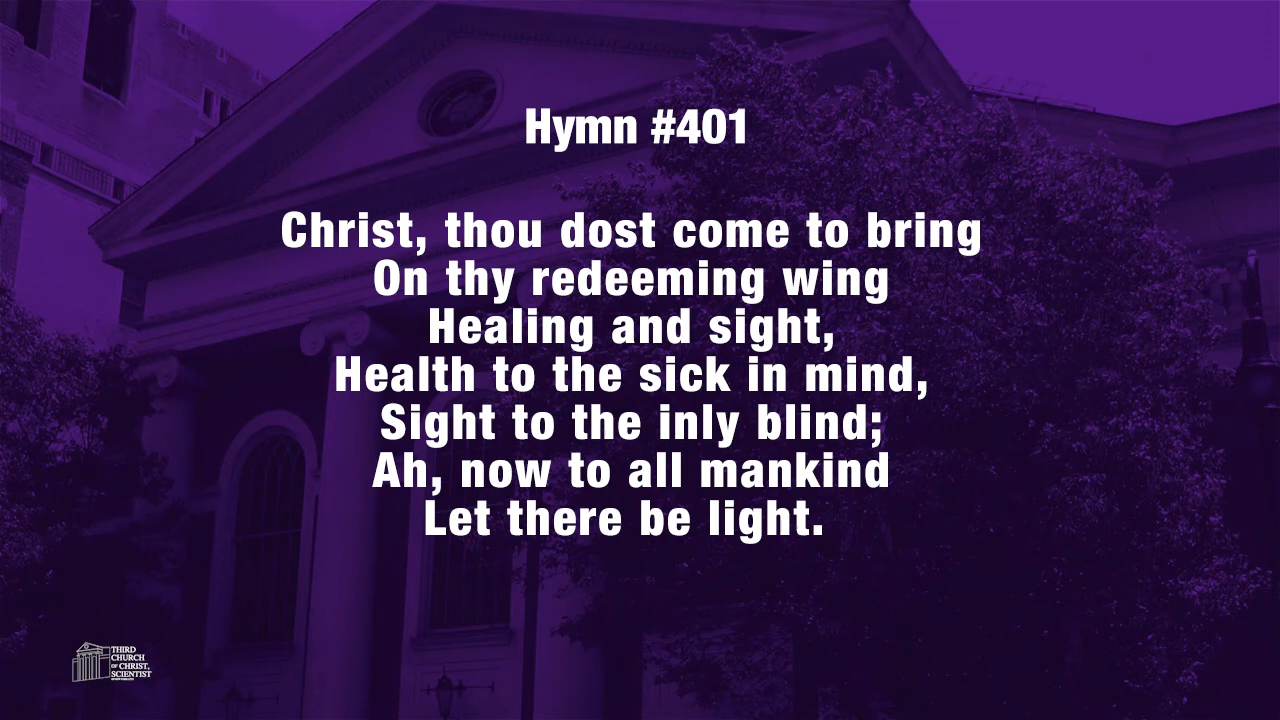 Hymn #401
Christ, thou dost come to bring
On thy redeeming wing
Healing and sight,
Health to the sick in mind,
Sight to the inly blind;
Ah, now to all mankind
Let there be light.
THIRD
CHURCH
OF CHRIST,
SCIENTIST